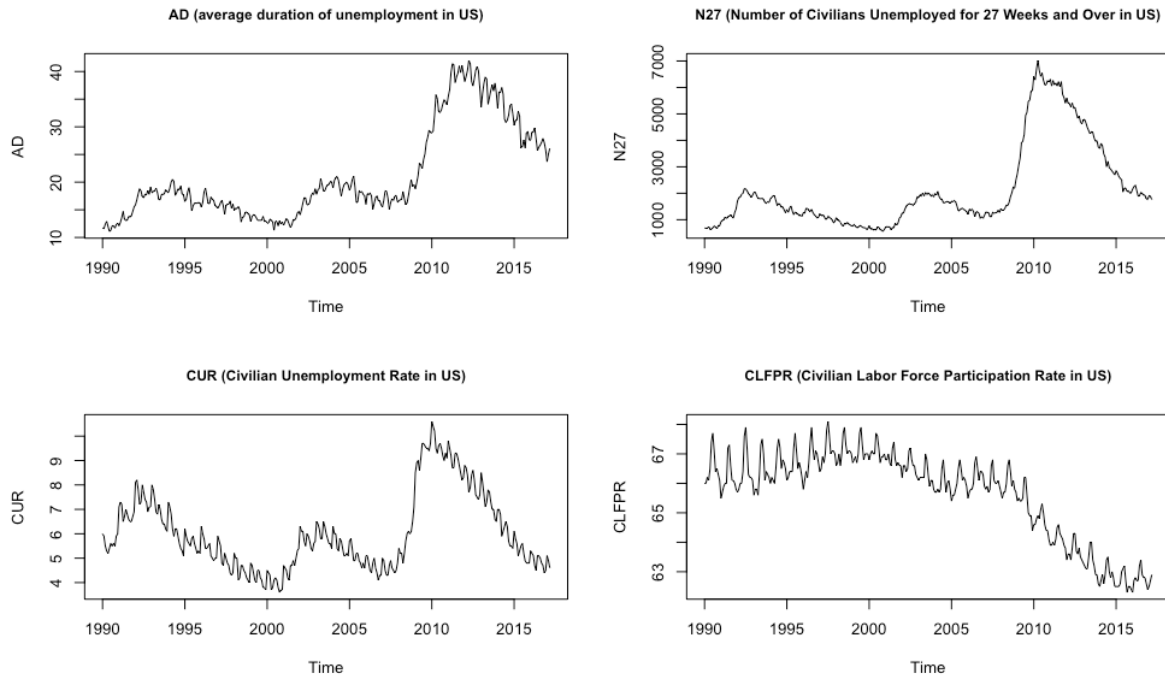 AD (average duration of unemployment in US)
AD
10 20 30 40
1990 1995 2000 2005 2010 2015
Time
N27 (Number of Civilians Unemployed for 27 Weeks and Over in US)
N27
1000 3000 5000 7000
1990 1995 2000 2005 2010 2015
Time
CUR (Civilian Unemployment Rate in US)
CUR
4 5 6 7 8 9
1990 1995 2000 2005 2010 2015
Time
CLFPR (Civilian Labor Force Participation Rate in US)
CLFPR
63 65 67
1990 1995 2000 2005 2010 2015
Time